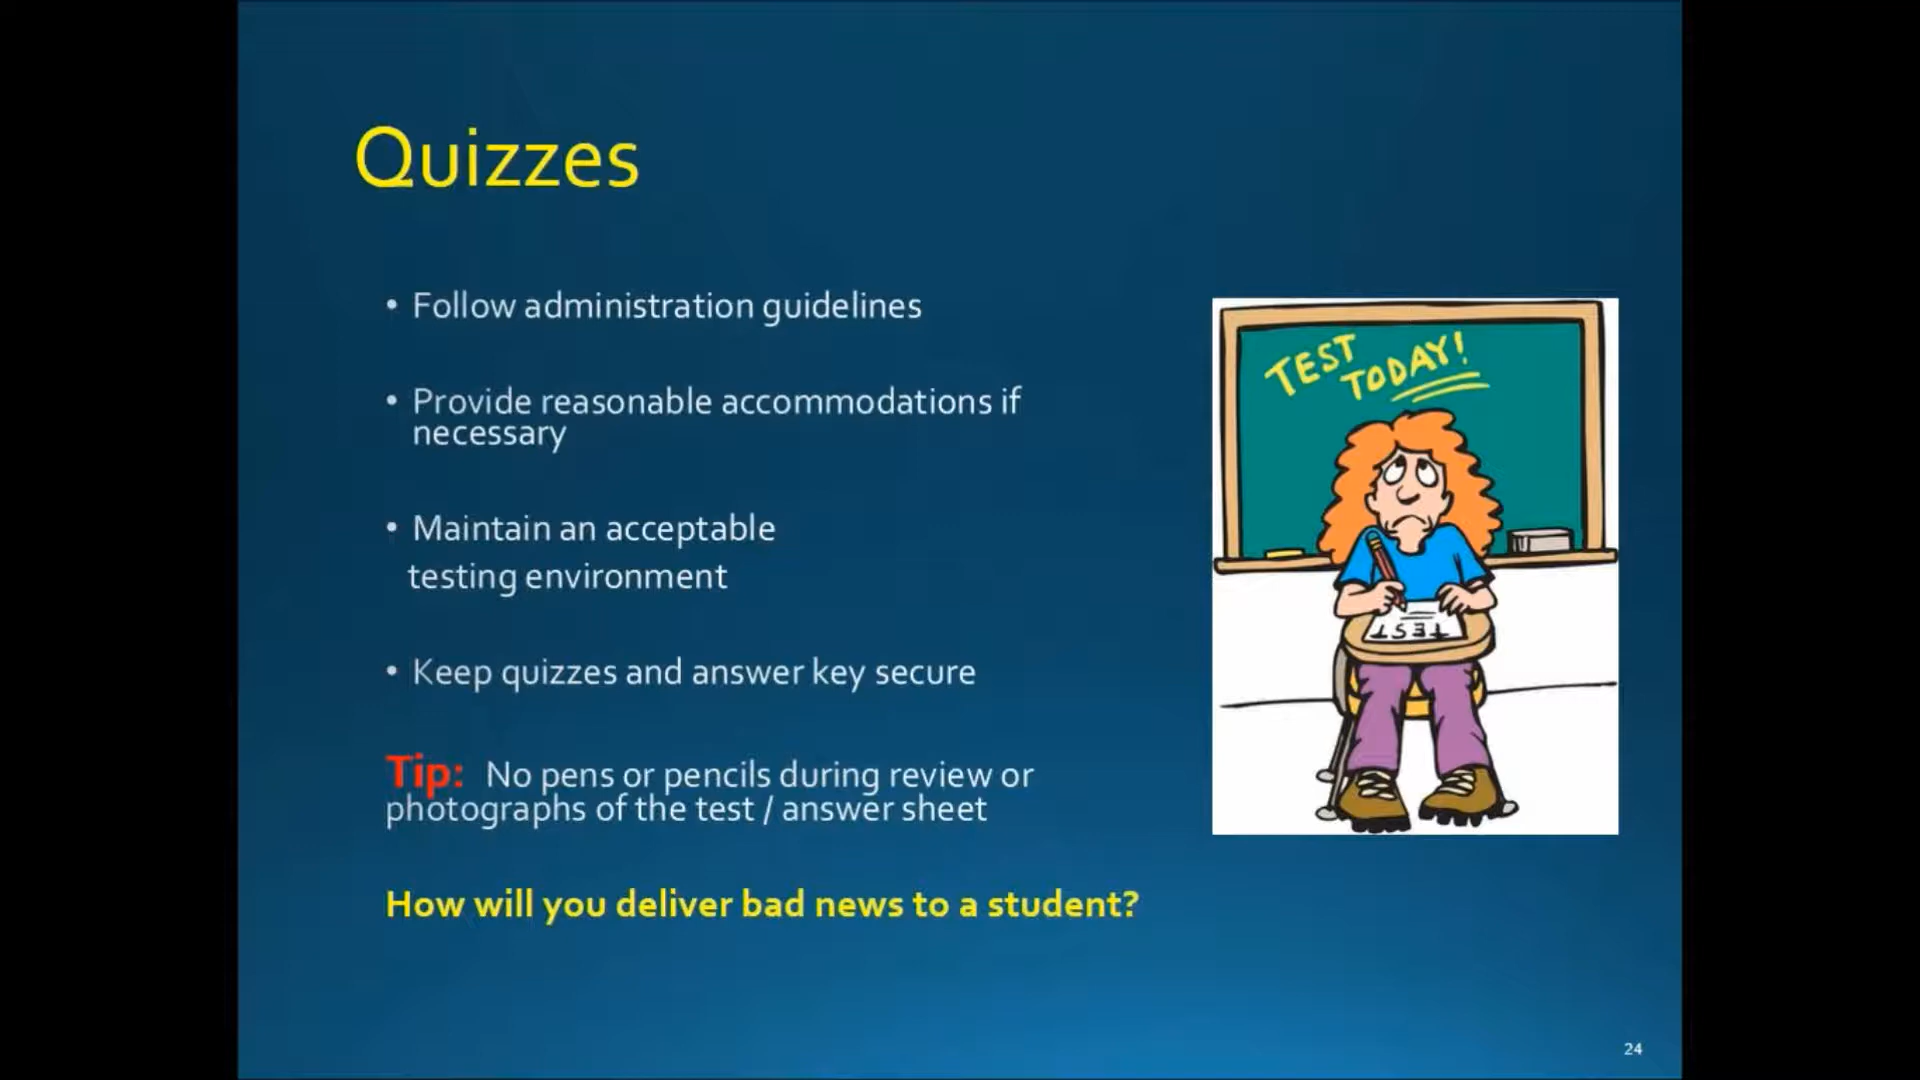 Quizzes
• Follow administration guidelines
• Provide reasonable accommodations if
necessary
• Maintain an acceptable
testing environment
• Keep quizzes and answer key secure
Tip: No pens or pencils during review or
photographs of the test / answer sheet
How will you deliver bad news to a student?
TEST
TODAY!
TEST
24